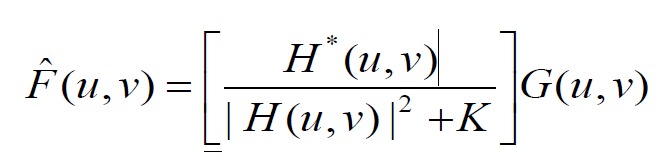 F̂(u,v) = [ H*(u,v) / | H(u,v) |² + K ] G(u,v)